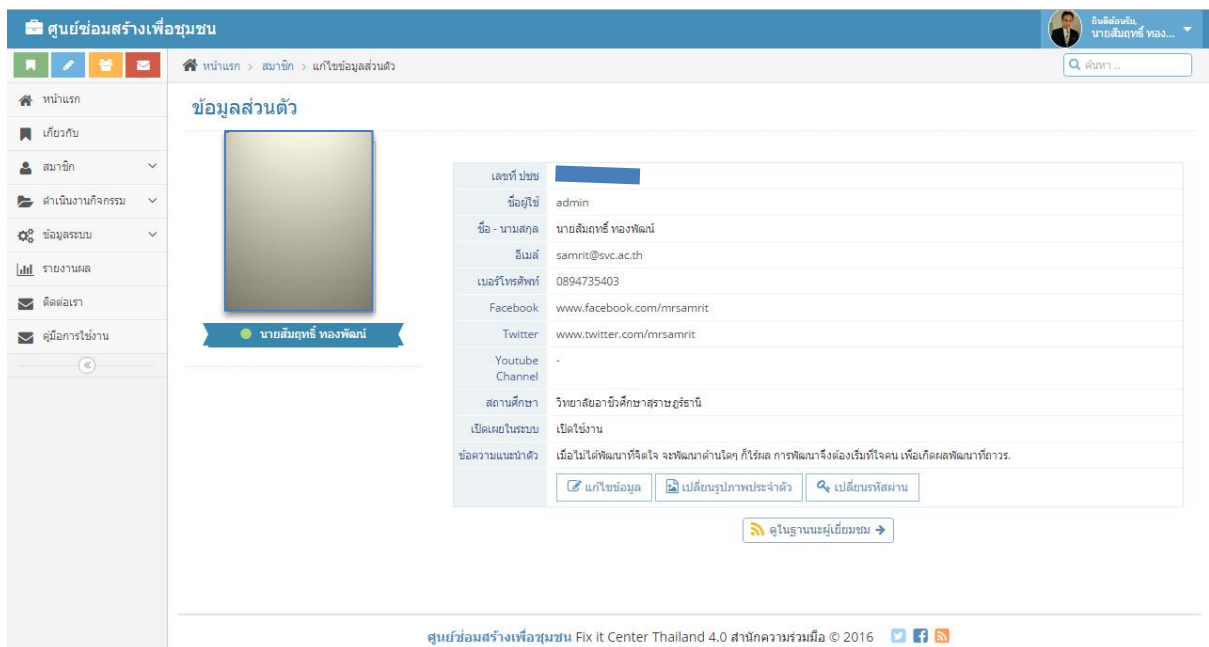 ศูนย์ซ่อมสร้างเพื่อชุมชน
ยินดีต้อนรับ,
นายสัมฤทธิ์ ทอง...
หน้าแรก > สมาชิก > แก้ไขข้อมูลส่วนตัว
ค้นหา ..
หน้าแรก
เกี่ยวกับ
สมาชิก
ดำเนินงานกิจกรรม
ข้อมูลระบบ
รายงานผล
ติดต่อเรา
คู่มือการใช้งาน
ข้อมูลส่วนตัว
นายสัมฤทธิ์ ทองพัฒน์
เลขที่ ปชช
ชื่อผู้ใช้ admin
ชื่อ - นามสกุล นายสัมฤทธิ์ ทองพัฒน์
อีเมล์ samrit@svc.ac.th
เบอร์โทรศัพท์ 0894735403
Facebook www.facebook.com/mrsamrit
Twitter www.twitter.com/mrsamrit
Youtube -
Channel
สถานศึกษา วิทยาลัยอาชีวศึกษาสุราษฎร์ธานี
เปิดเผยในระบบ เปิดใช้งาน
ข้อความแนะนำตัว เมื่อไม่ได้พัฒนาที่จิตใจ จะพัฒนาด้านใดๆ ก็ไร้ผล การพัฒนาจึงต้องเริ่มที่ใจคน เพื่อเกิดผลพัฒนาที่ถาวร.
แก้ไขข้อมูล เปลี่ยนรูปภาพประจำตัว เปลี่ยนรหัสผ่าน
ดูในฐานนะผู้เยี่ยมชม
ศูนย์ซ่อมสร้างเพื่อชุมชน Fix it Center Thailand 4.0 สำนักความร่วมมือ © 2016